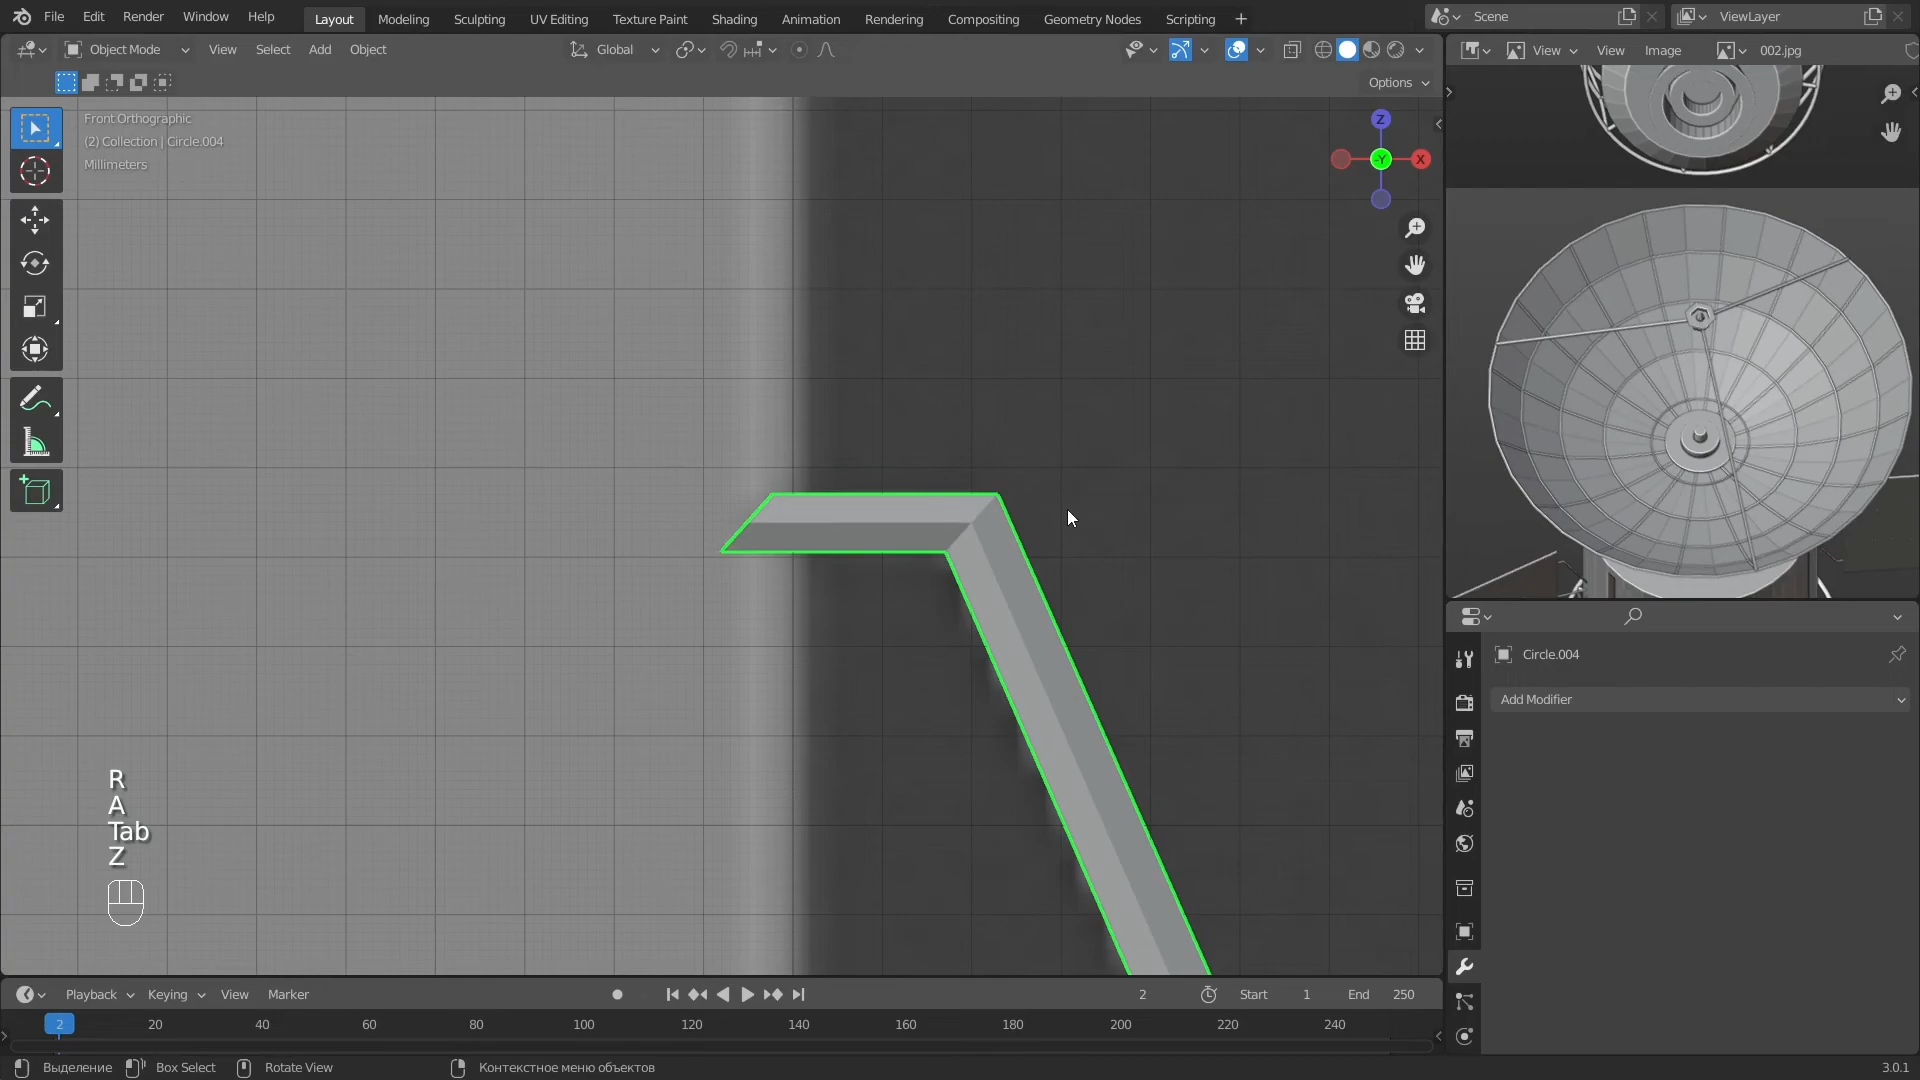 File Edit Render Window Help Layout Modeling Sculpting UV Editing Texture Paint Shading Animation Rendering Compositing Geometry Nodes Scripting + Scene ViewLayer
Object Mode View Select Add Object Global View View Image 002.jpg
Options
Front Orthographic
(2) Collection | Circle.004
Millimeters
Z
-Y
X
Circle.004
Add Modifier
R
A
Tab
Z
Playback Keying View Marker 2 Start 1 End 250
2 20 40 60 80 100 120 140 160 180 200 220 240
Выделение Box Select Rotate View Контекстное меню объектов 3.0.1